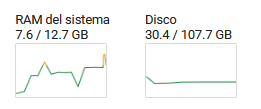 RAM del sistema
7.6 / 12.7 GB
Disco
30.4 / 107.7 GB